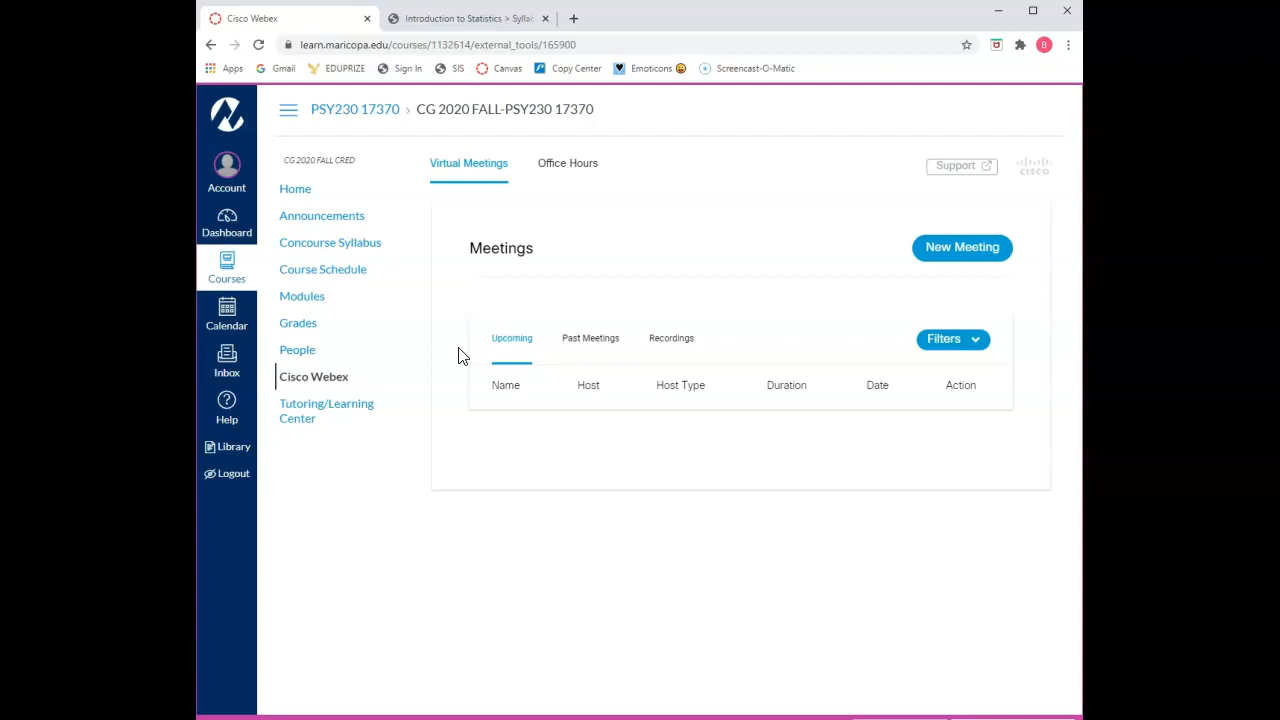 Cisco Webex
Introduction to Statistics > Sylla
learn.maricopa.edu/courses/1132614/external_tools/165900
B
Apps Gmail EDUPRIZE Sign In SIS Canvas Copy Center Emoticons Screencast-O-Matic
PSY230 17370 › CG 2020 FALL-PSY230 17370
Account
Dashboard
Courses
Calendar
Inbox
Help
Library
Logout
CG 2020 FALL CRED
Home
Announcements
Concourse Syllabus
Course Schedule
Modules
Grades
People
Cisco Webex
Tutoring/Learning
Center
Virtual Meetings Office Hours
Support
CISCO
Meetings
New Meeting
Upcoming Past Meetings Recordings
Filters
Name Host Host Type Duration Date Action